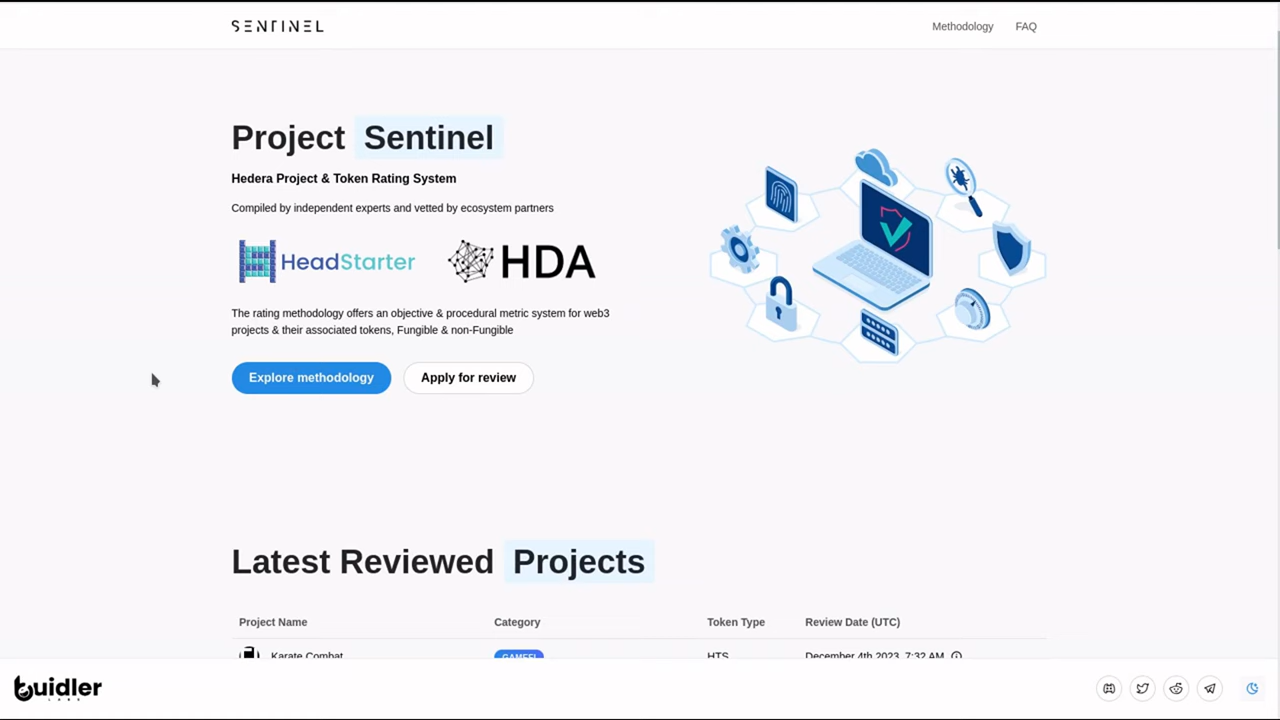 SENTINEL
Methodology
FAQ
Project Sentinel
Hedera Project & Token Rating System
Compiled by independent experts and vetted by ecosystem partners
HeadStarter
HDA
The rating methodology offers an objective & procedural metric system for web3
projects & their associated tokens, Fungible & non-Fungible
Explore methodology
Apply for review
Latest Reviewed Projects
Project Name
Category
Token Type
Review Date (UTC)
Karate Combat
GAMEFI
HTS
December 4th 2023, 7:32 AM
buidler
LABS